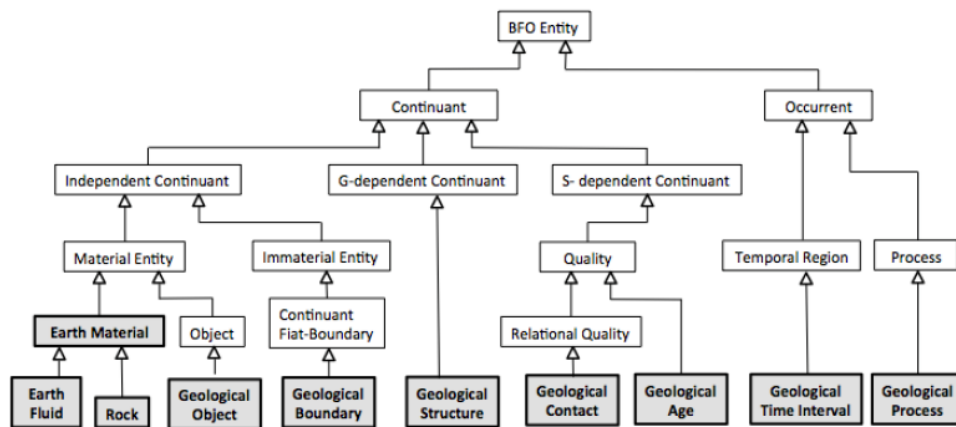 BFO Entity
Continuant
Occurrent
Independent Continuant
G-dependent Continuant
S- dependent Continuant
Material Entity
Immaterial Entity
Quality
Temporal Region
Process
Earth Material
Object
Continuant
Fiat-Boundary
Relational Quality
Earth
Fluid
Rock
Geological
Object
Geological
Boundary
Geological
Structure
Geological
Contact
Geological
Age
Geological
Time Interval
Geological
Process